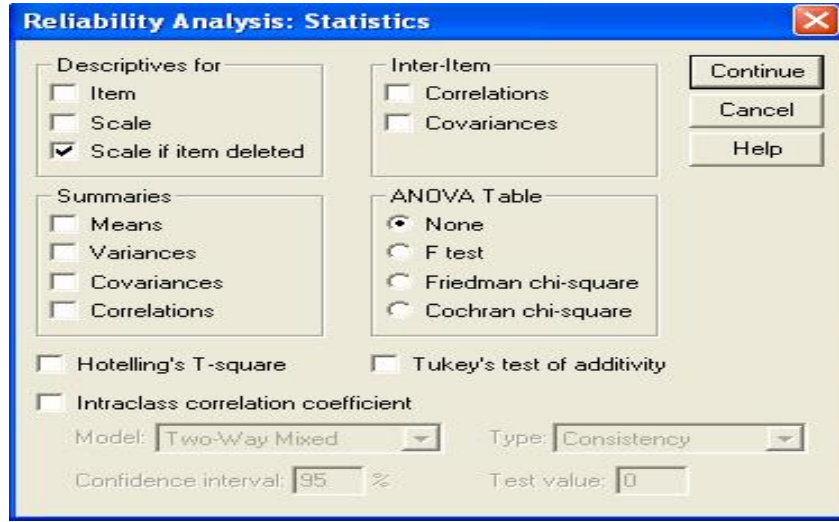 Reliability Analysis: Statistics
Descriptives for
Item
Scale
Scale if item deleted
Inter-Item
Correlations
Covariances
Continue
Cancel
Help
Summaries
Means
Variances
Covariances
Correlations
ANOVA Table
None
F test
Friedman chi-square
Cochran chi-square
Hotelling's T-square
Tukey's test of additivity
Intraclass correlation coefficient
Model: Two-Way Mixed
Type: Consistency
Confidence interval: 95 %
Test value: 0